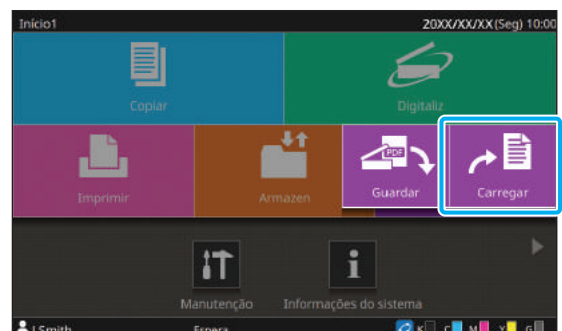 Início1 20XX/XX/XX(Seg) 10:00
Copiar Digitaliz
PDF
Imprimir Armazen Guardar Carregar
Manutenção Informações do sistema
J.Smith Espera K C M Y G